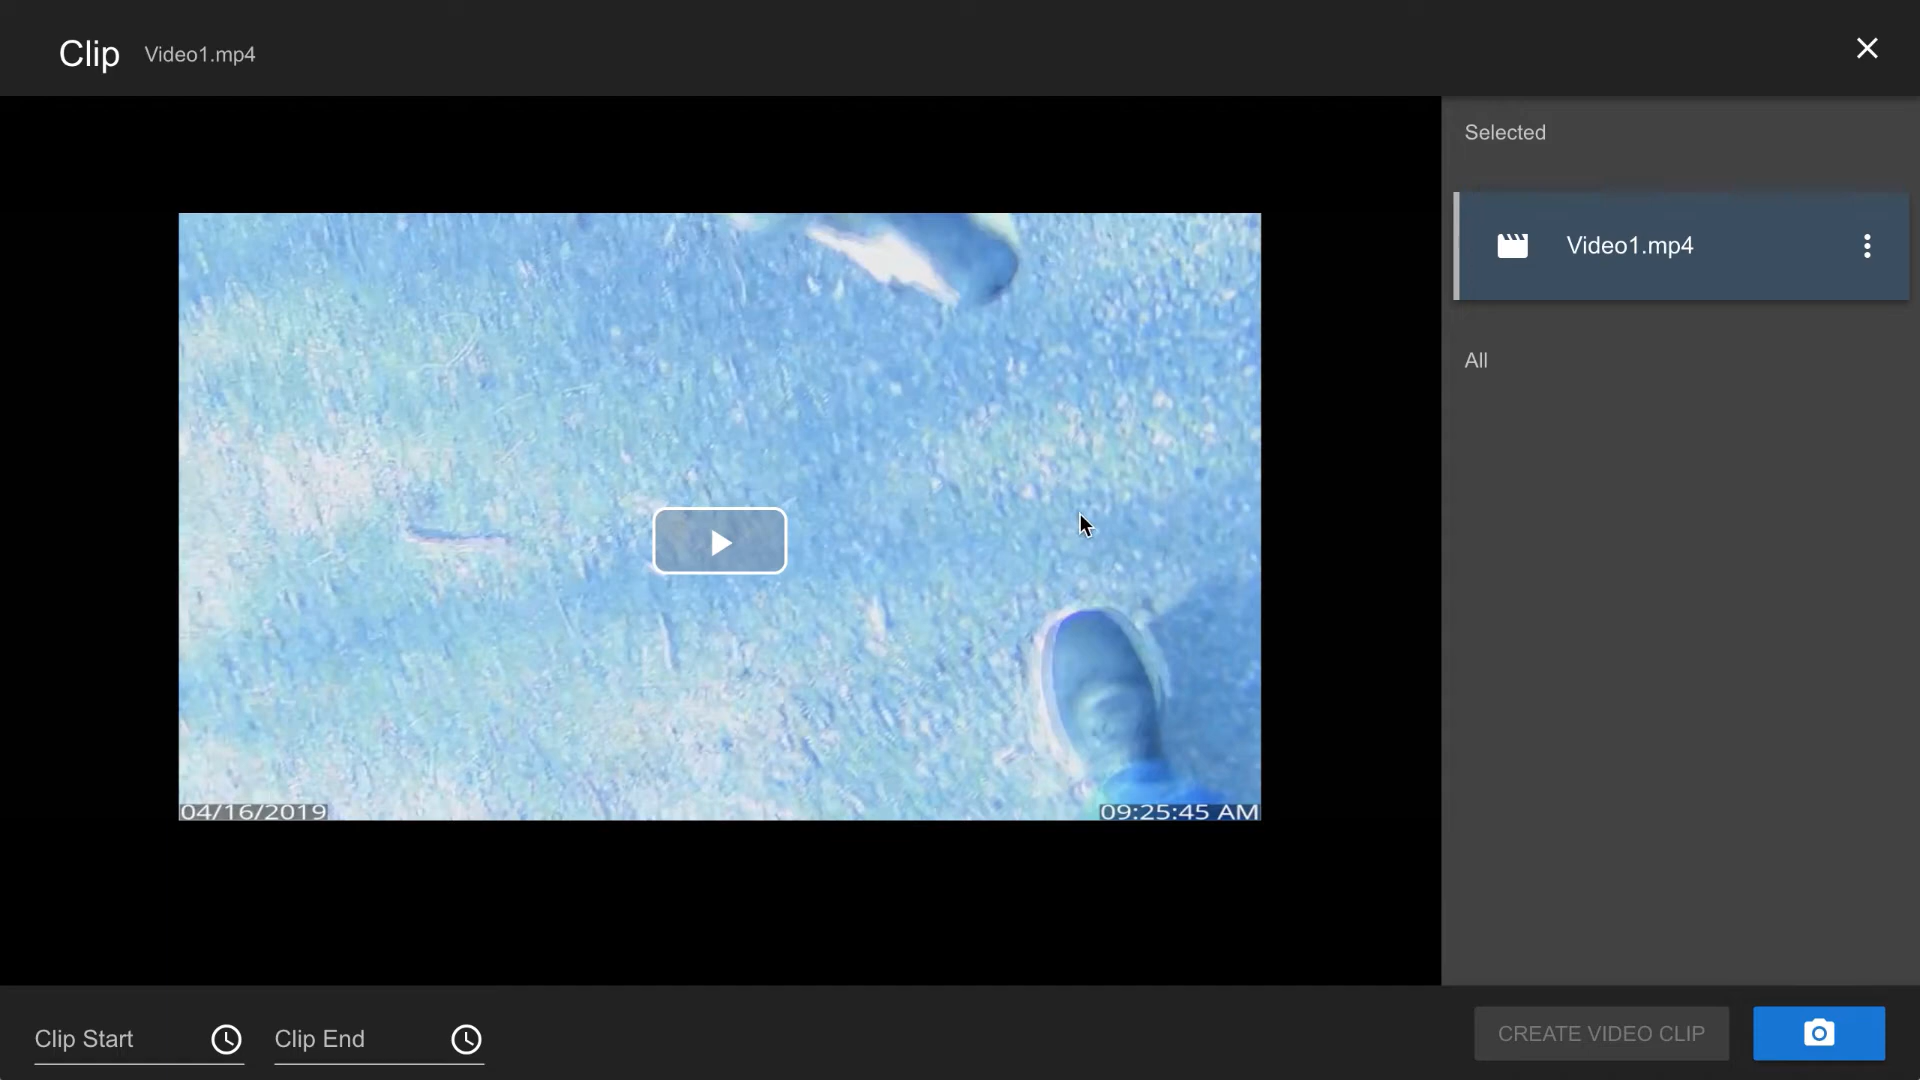 Clip Video1.mp4
Selected
Video1.mp4
All
04/16/2019 09:25:45 AM
Clip Start Clip End CREATE VIDEO CLIP